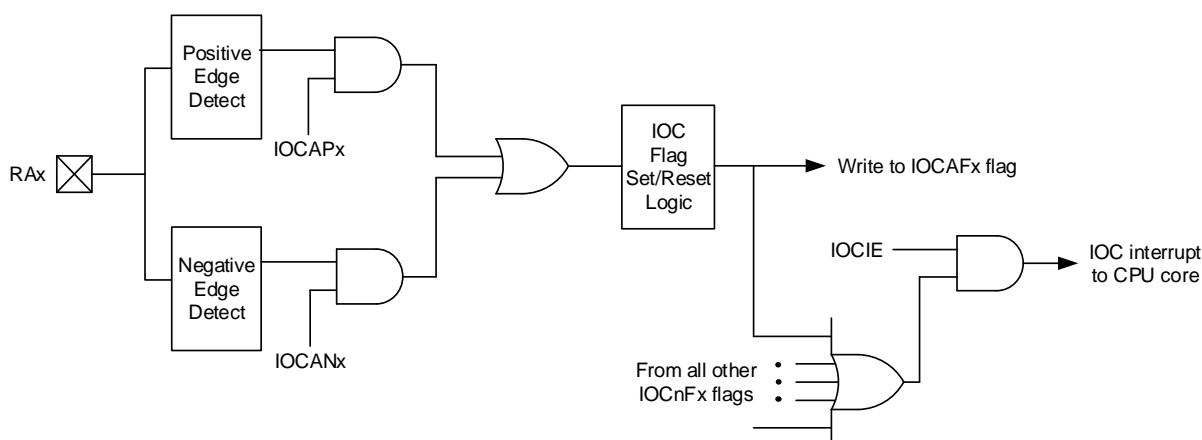 Positive
Edge
Detect
IOCAPx
RAx
IOC
Flag
Set/Reset
Logic
Write to IOCAFx flag
Negative
Edge
Detect
IOCANx
IOCIE
IOC interrupt
to CPU core
From all other
IOCnFx flags